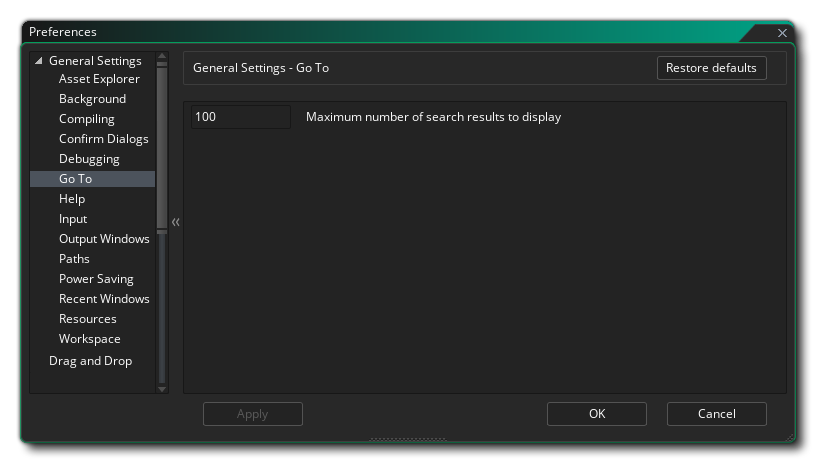 Preferences
General Settings
Asset Explorer
Background
Compiling
Confirm Dialogs
Debugging
Go To
Help
Input
Output Windows
Paths
Power Saving
Recent Windows
Resources
Workspace
Drag and Drop
General Settings - Go To
Restore defaults
100 Maximum number of search results to display
Apply
OK
Cancel